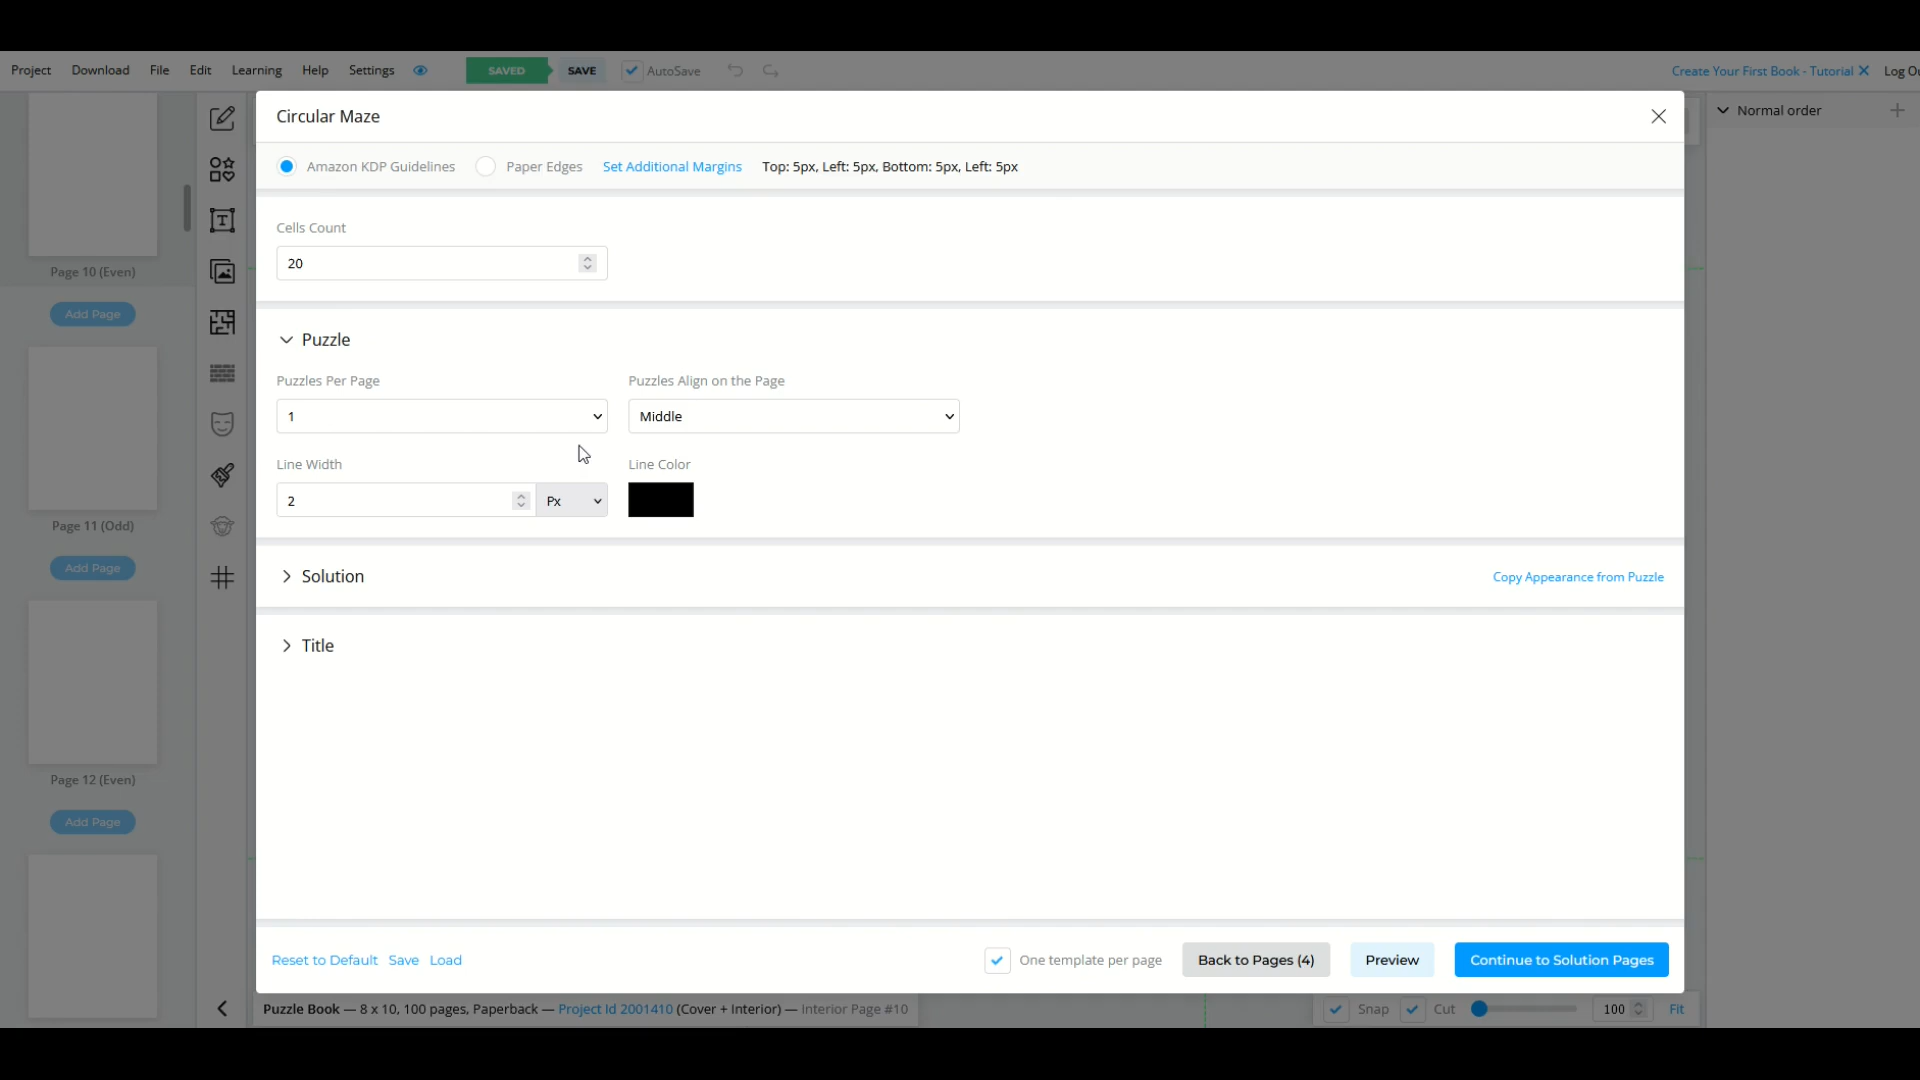 Project Download File Edit Learning Help Settings SAVED SAVE AutoSave Create Your First Book - Tutorial Log
Circular Maze
Normal order
Amazon KDP Guidelines Paper Edges Set Additional Margins Top: 5px, Left: 5px, Bottom: 5px, Left: 5px
Cells Count
20
Page 10 (Even)
Add Page
Puzzle
Puzzles Per Page Puzzles Align on the Page
1 Middle
Line Width Line Color
2 Px
Page 11 (Odd)
Add Page
Solution Copy Appearance from Puzzle
Title
Page 12 (Even)
Add Page
Reset to Default Save Load One template per page Back to Pages (4) Preview Continue to Solution Pages
Puzzle Book — 8 x 10, 100 pages, Paperback — Project Id 2001410 (Cover + Interior) — Interior Page #10 Snap Cut 100 Fit